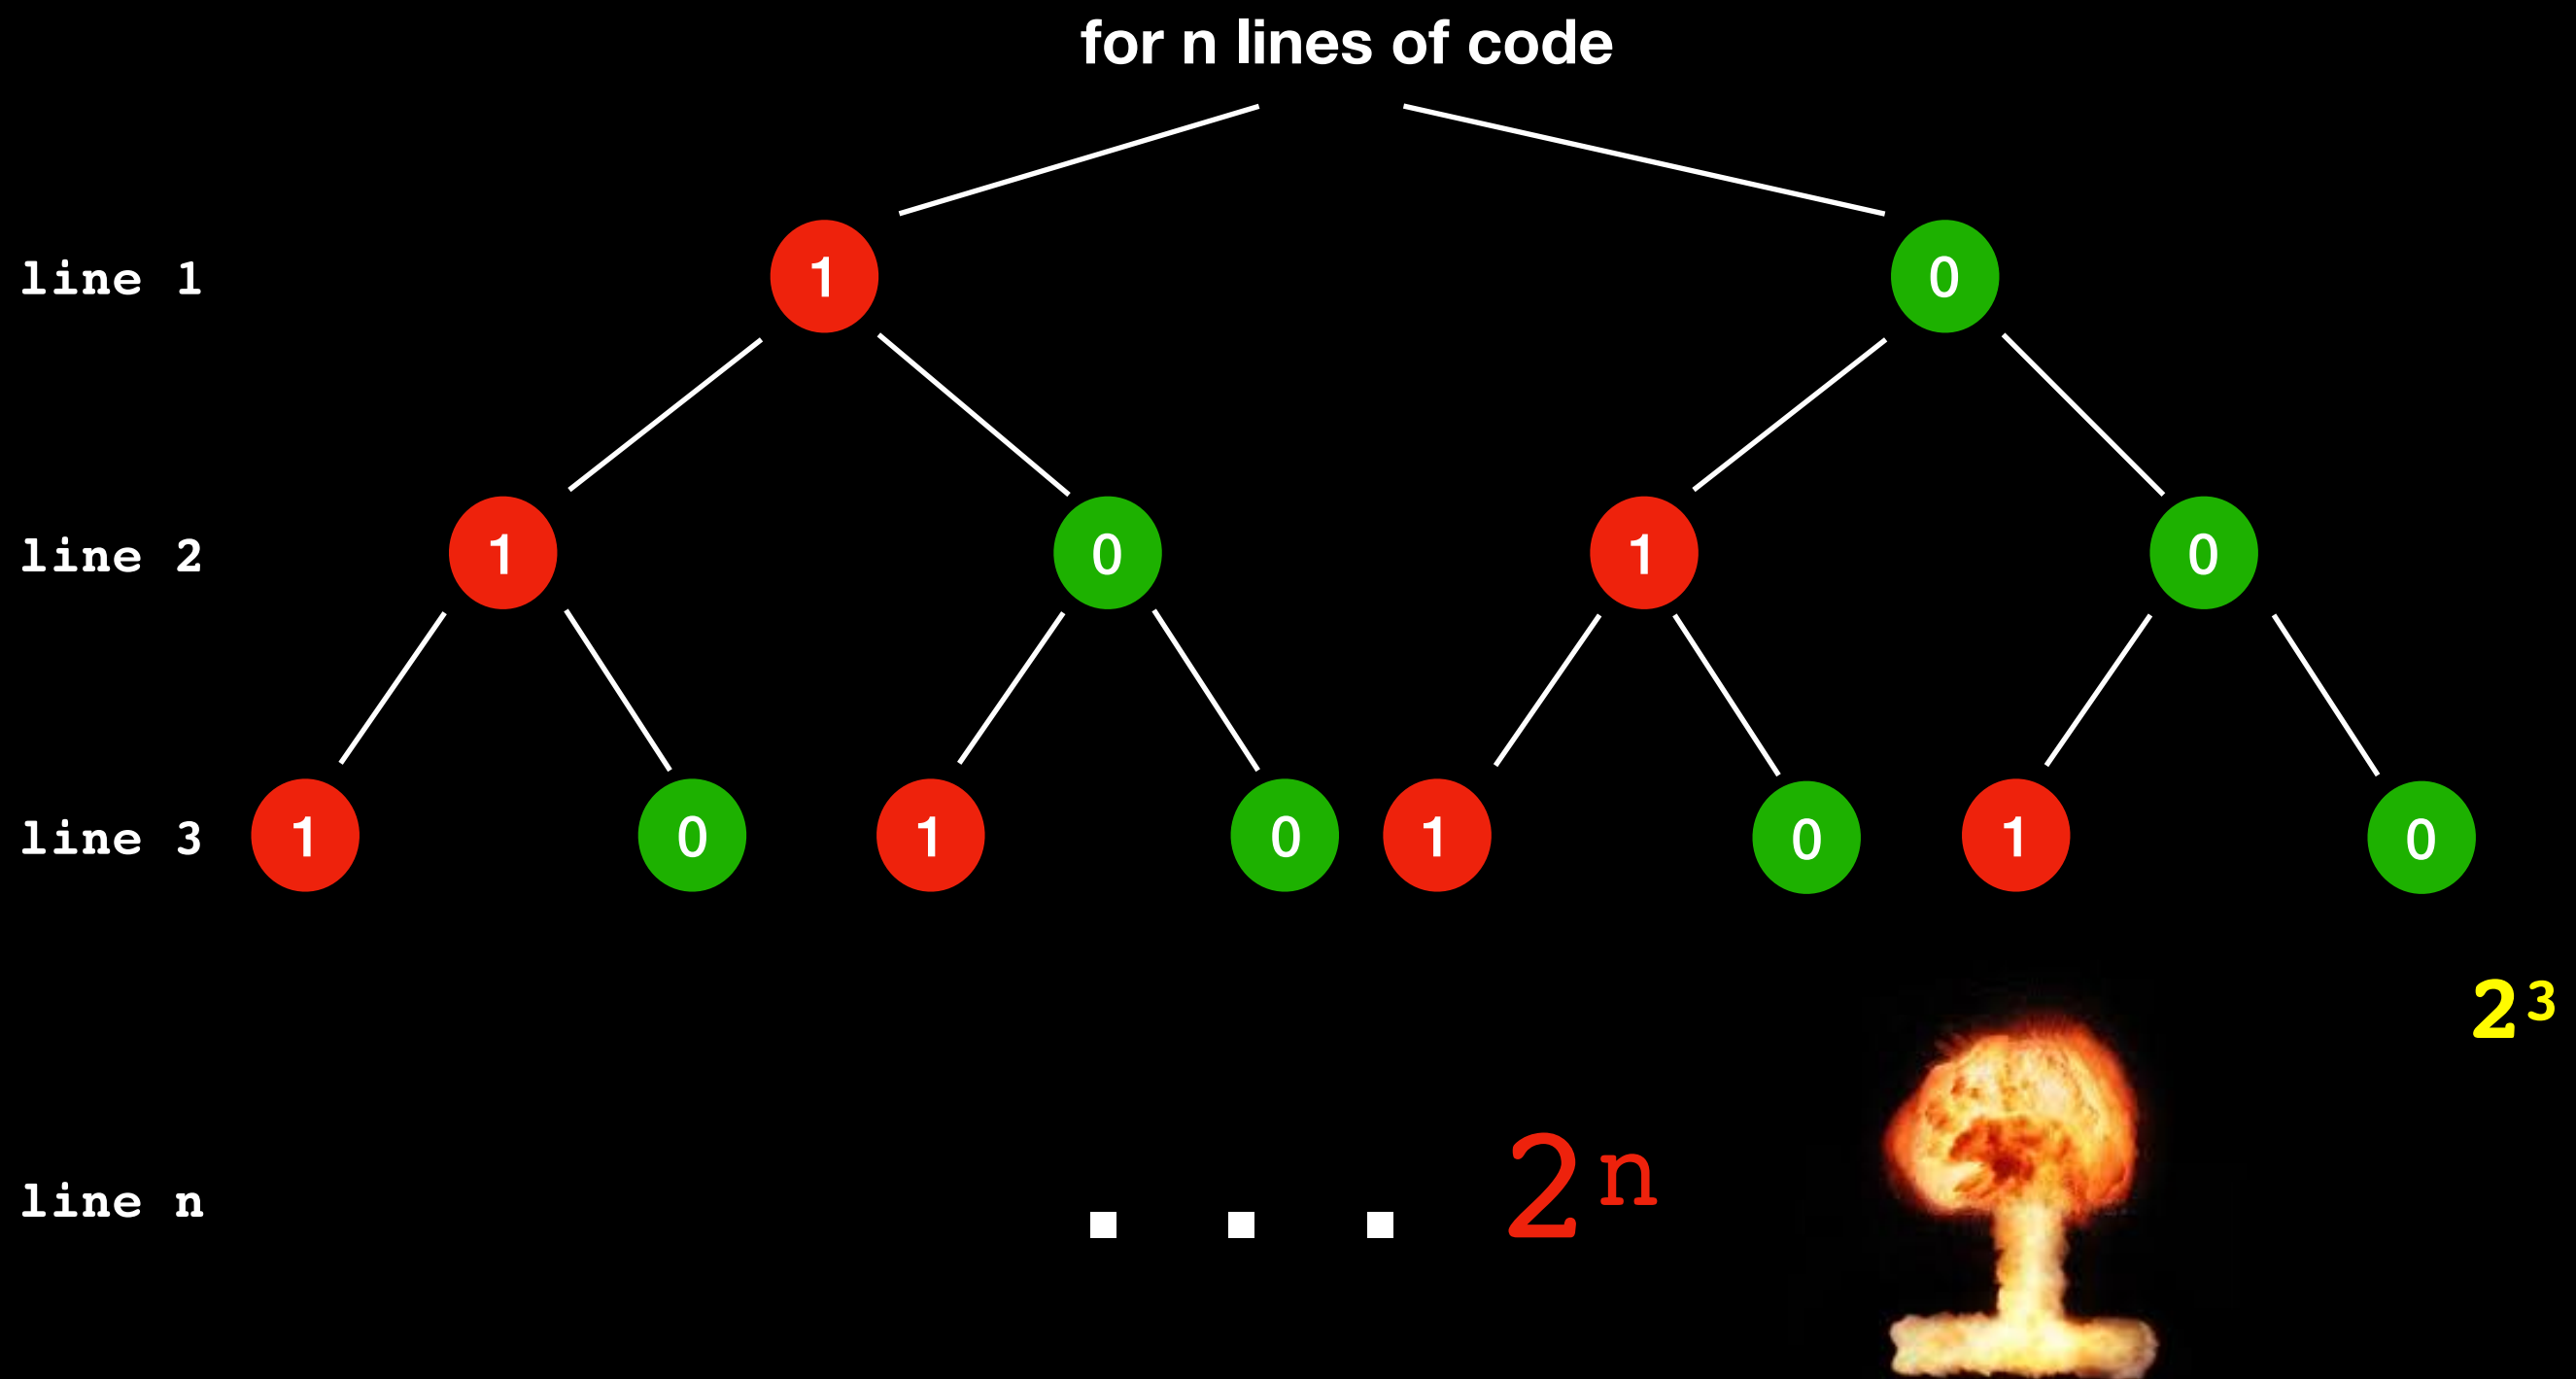 for n lines of code
line 1 1 0
line 2 1 0 1 0
line 3 1 0 1 0 1 0 1 0
2³
line n . . . 2ⁿ